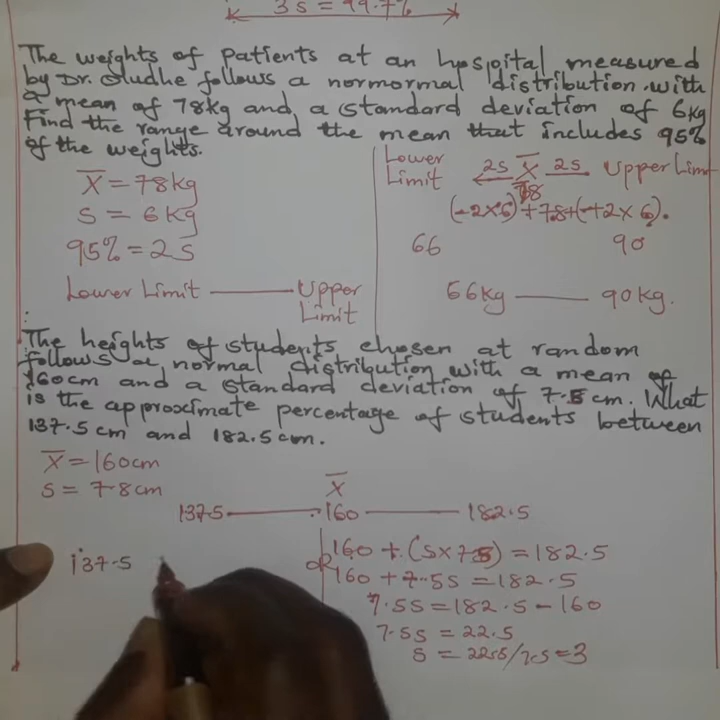 3s = 99.7%
The weights of patients at an hospital measured
by Dr. Oludhe follows a normormal distribution with
a mean of 78kg and a standard deviation of 6kg
Find the range around the mean that includes 95%
of the weights.
X̅ = 78kg
s = 6kg
95% = 2s
Lower Limit —— Upper
Limit
Lower
Limit
2s X̅ 2s Upper Limit
78
(-2×6)+78+(+2×6).
66 90
66kg —— 90kg.
The heights of students chosen at random
follows a normal distribution with a mean of
160cm and a standard deviation of 7.5cm. What
is the approximate percentage of students between
137.5cm and 182.5cm.
X̅ = 160cm
s = 7.8cm
X̅
137.5 —— 160 —— 182.5
137.5
OR
160 + (s×7.5) = 182.5
160 + 7.5s = 182.5
7.5s = 182.5 - 160
7.5s = 22.5
s = 22.5/7.5 = 3